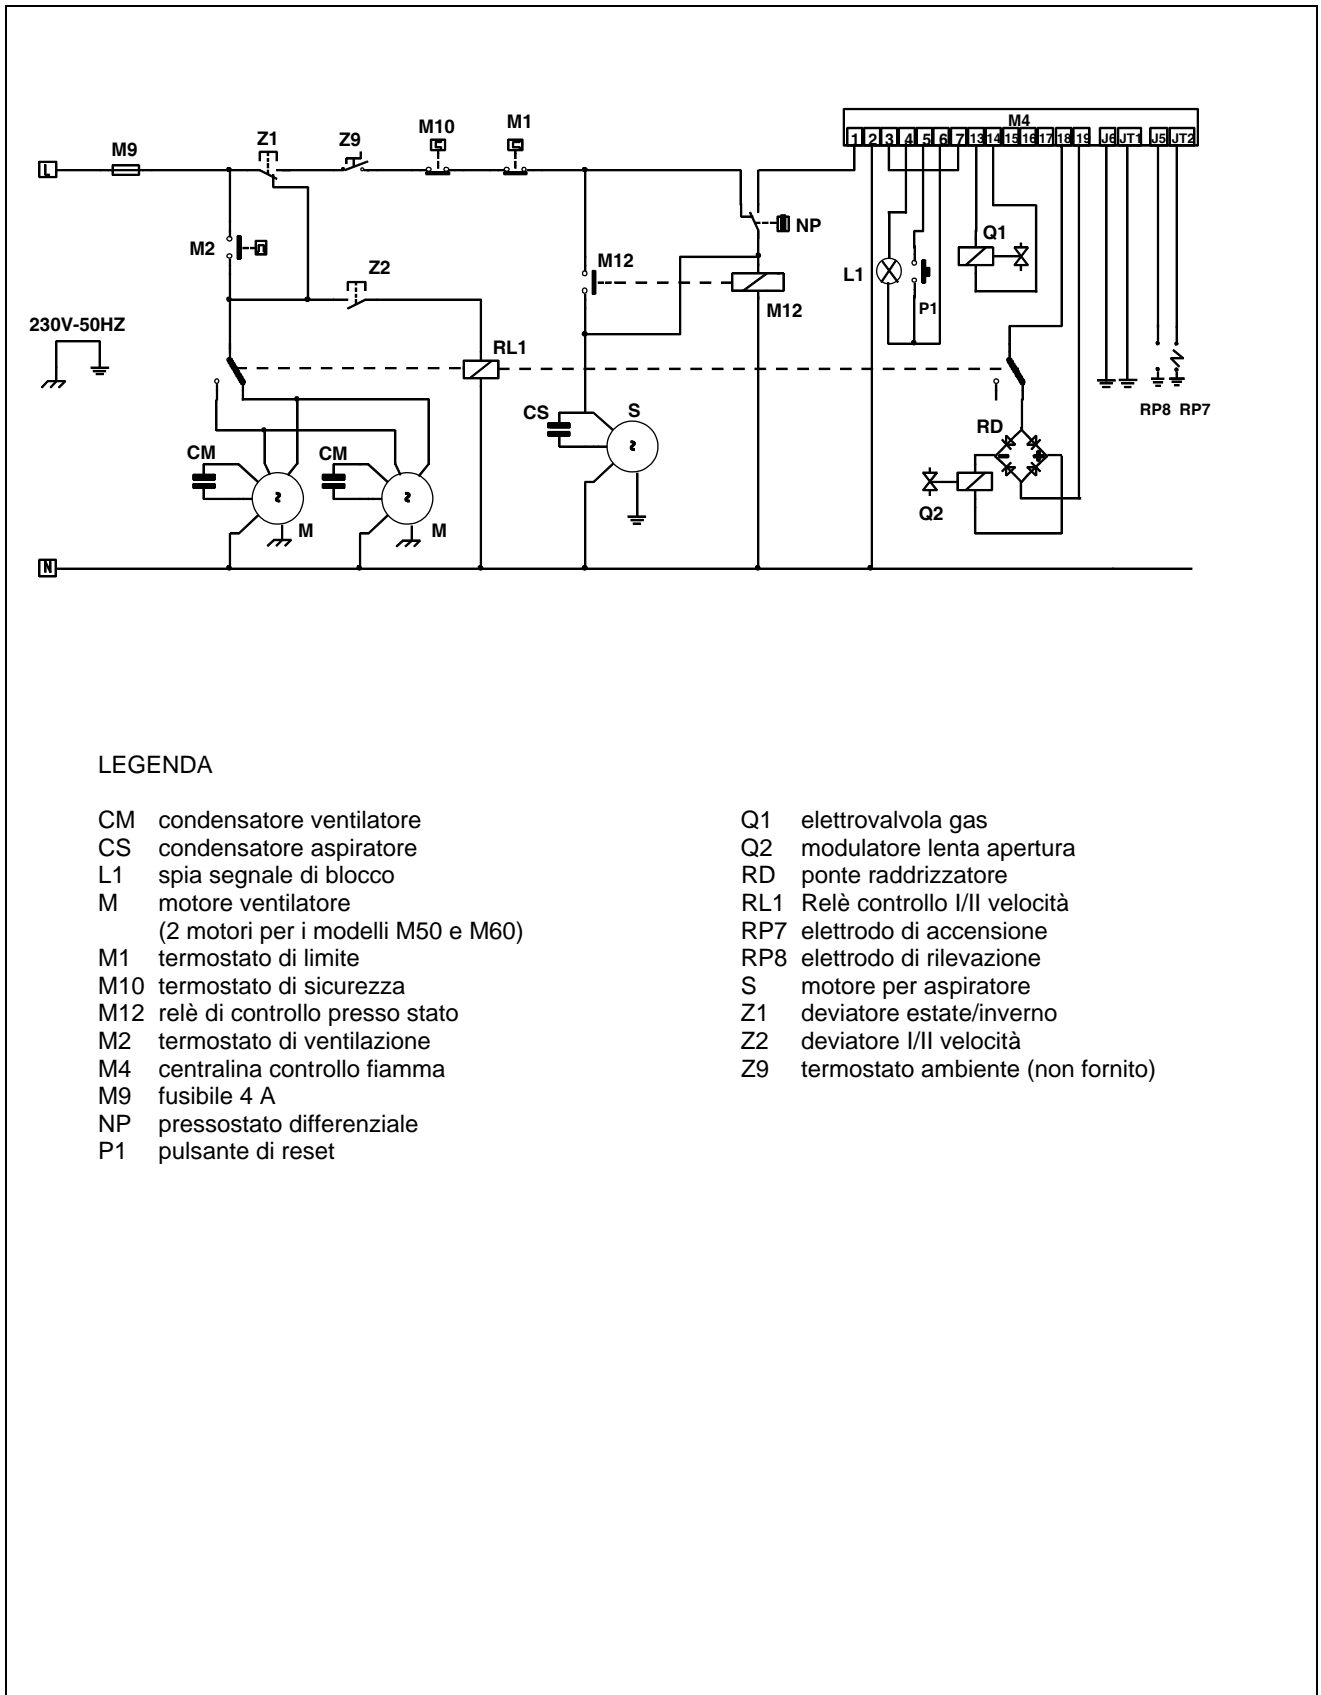 M4
1 2 3 4 5 6 7 13 14 15 16 17 18 19 J6 JT1 J5 JT2
M9
Z1
Z9
M10
M1
L
NP
M2
Z2
M12
M12
Q1
L1
P1
230V-50HZ
RL1
CS
S
RD
RP8 RP7
CM
CM
M
M
Q2
N
LEGENDA
CM condensatore ventilatore
CS condensatore aspiratore
L1 spia segnale di blocco
M motore ventilatore
(2 motori per i modelli M50 e M60)
M1 termostato di limite
M10 termostato di sicurezza
M12 relè di controllo presso stato
M2 termostato di ventilazione
M4 centralina controllo fiamma
M9 fusibile 4 A
NP pressostato differenziale
P1 pulsante di reset
Q1 elettrovalvola gas
Q2 modulatore lenta apertura
RD ponte raddrizzatore
RL1 Relè controllo I/II velocità
RP7 elettrodo di accensione
RP8 elettrodo di rilevazione
S motore per aspiratore
Z1 deviatore estate/inverno
Z2 deviatore I/II velocità
Z9 termostato ambiente (non fornito)